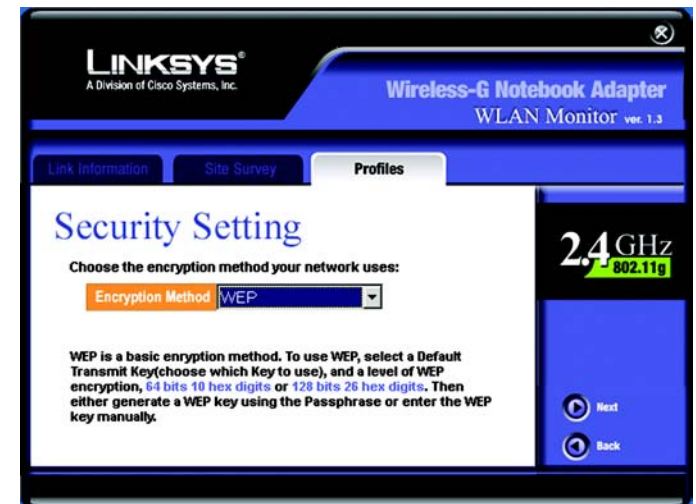 LINKSYS®
A Division of Cisco Systems, Inc.
Wireless-G Notebook Adapter
WLAN Monitor ver. 1.3
Link Information
Site Survey
Profiles
Security Setting
Choose the encryption method your network uses:
Encryption Method WEP
WEP is a basic enryption method. To use WEP, select a Default
Transmit Key(choose which Key to use), and a level of WEP
encryption, 64 bits 10 hex digits or 128 bits 26 hex digits. Then
either generate a WEP key using the Passphrase or enter the WEP
key manually.
2.4 GHz
802.11g
Next
Back